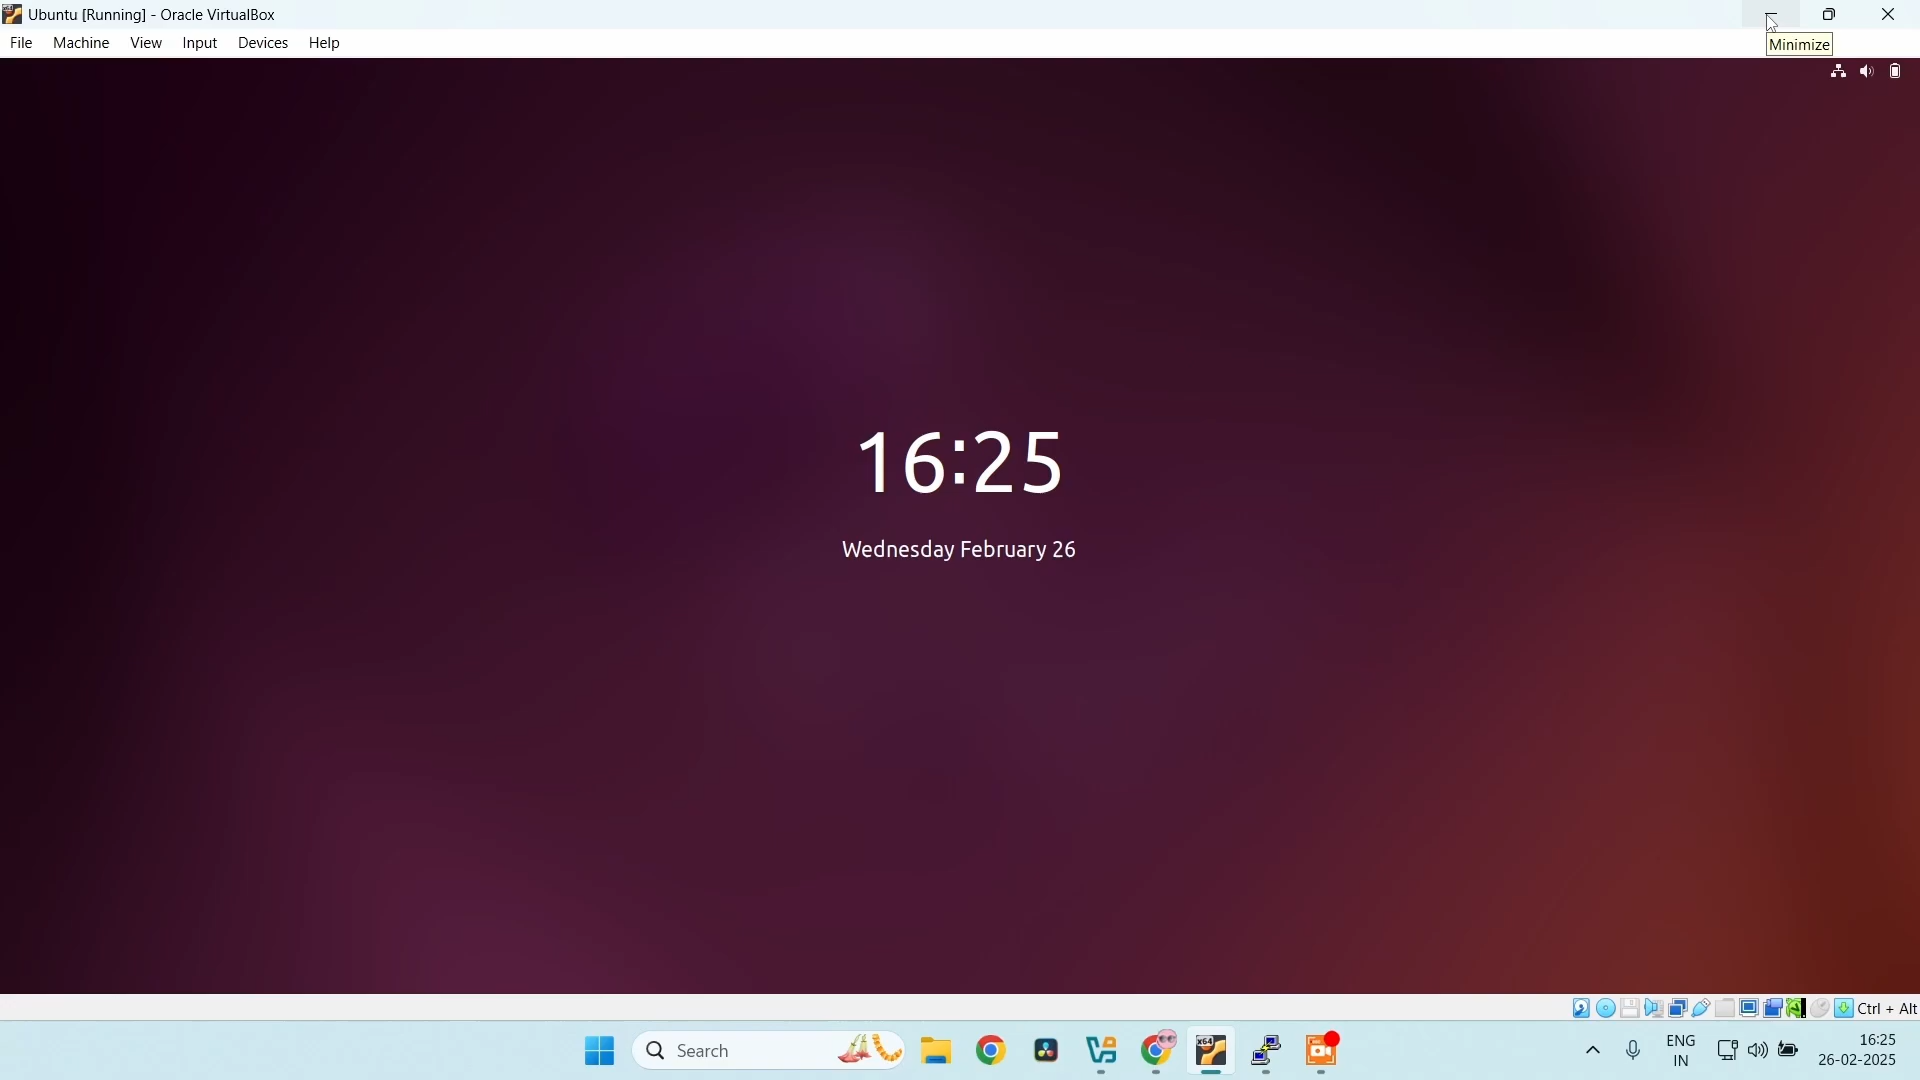 Ubuntu [Running] - Oracle VirtualBox
File Machine View Input Devices Help
Minimize
16:25
Wednesday February 26
Ctrl + Alt
Search
x64
ENG
IN
16:25
26-02-2025